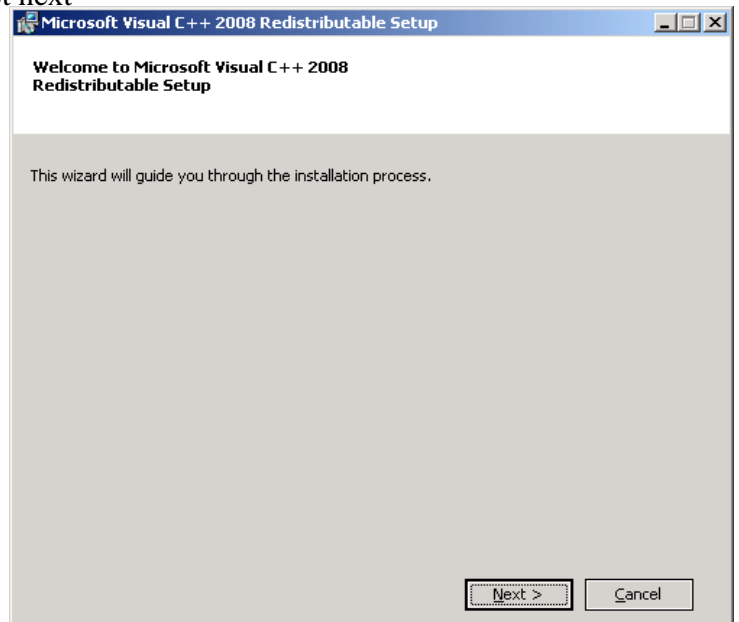 next
Microsoft Visual C++ 2008 Redistributable Setup
Welcome to Microsoft Visual C++ 2008
Redistributable Setup
This wizard will guide you through the installation process.
Next >
Cancel